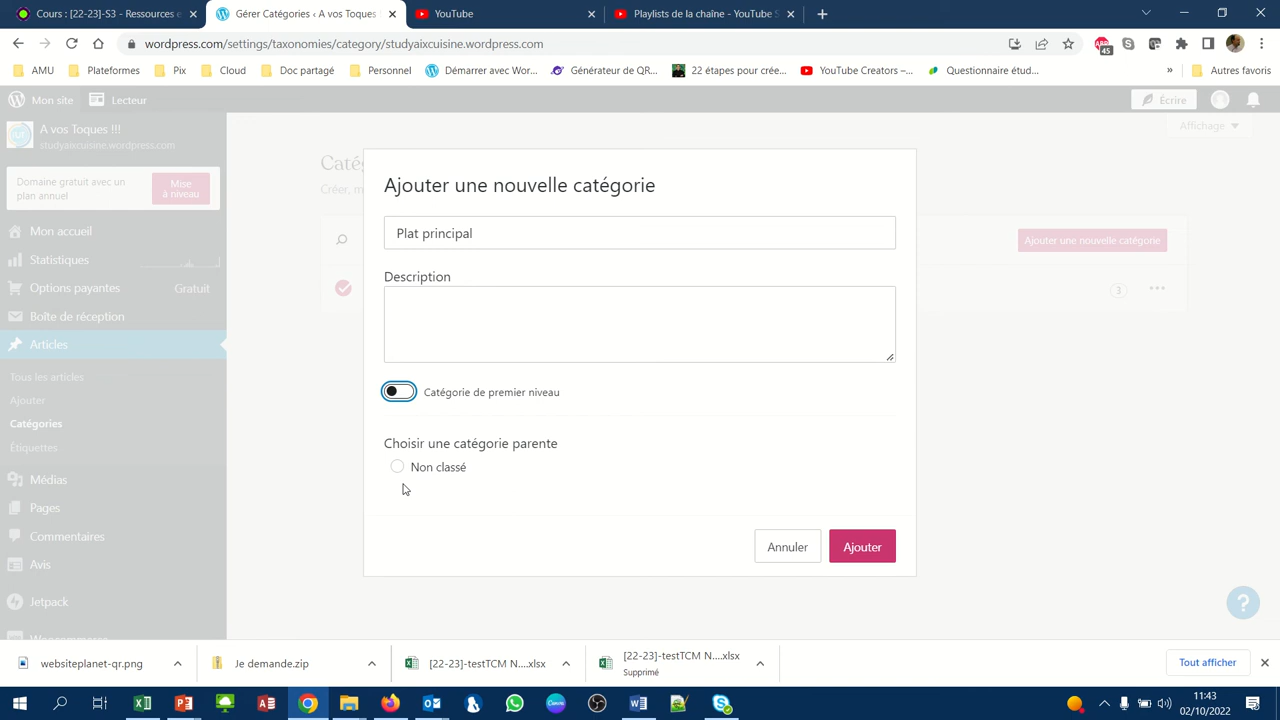 Cours : [22-23]-S3 - Ressources e
Gérer Catégories ‹ A vos Toques !
YouTube
Playlists de la chaîne - YouTube S
wordpress.com/settings/taxonomies/category/studyaixcuisine.wordpress.com
45
AMU
Plateformes
Pix
Cloud
Doc partagé
Personnel
Démarrer avec Wor...
Générateur de QR...
22 étapes pour crée...
YouTube Creators –...
Questionnaire étud...
»
Autres favoris
Mon site
Lecteur
Écrire
A vos Toques !!!
studyaixcuisine.wordpress.com
Affichage
Domaine gratuit avec un
plan annuel
Mise
à niveau
Mon accueil
Statistiques
Options payantes
Gratuit
Boîte de réception
Articles
Tous les articles
Ajouter
Catégories
Étiquettes
Médias
Pages
Commentaires
Avis
Jetpack
Caté
Créer, m
Ajouter une nouvelle catégorie
3
Ajouter une nouvelle catégorie
Plat principal
Description
Catégorie de premier niveau
Choisir une catégorie parente
Non classé
Annuler
Ajouter
?
websiteplanet-qr.png
Je demande.zip
[22-23]-testTCM N....xlsx
[22-23]-testTCM N....xlsx
Supprimé
Tout afficher
11:43
02/10/2022